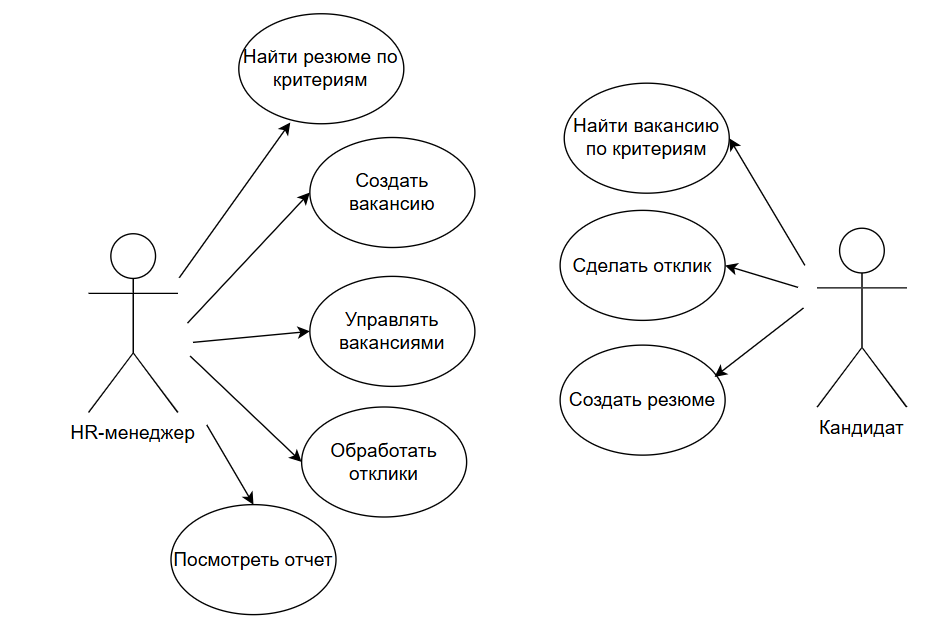 Найти резюме по
критериям
Создать
вакансию
Управлять
вакансиями
HR-менеджер
Обработать
отклики
Посмотреть отчет
Найти вакансию
по критериям
Сделать отклик
Создать резюме
Кандидат